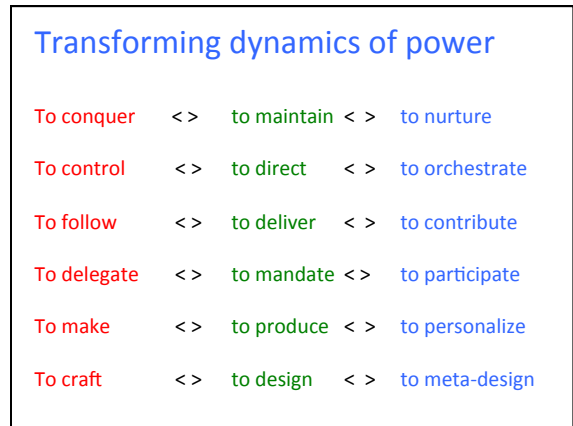 Transforming dynamics of power
To conquer < > to maintain < > to nurture
To control < > to direct < > to orchestrate
To follow < > to deliver < > to contribute
To delegate < > to mandate < > to participate
To make < > to produce < > to personalize
To craft < > to design < > to meta-design